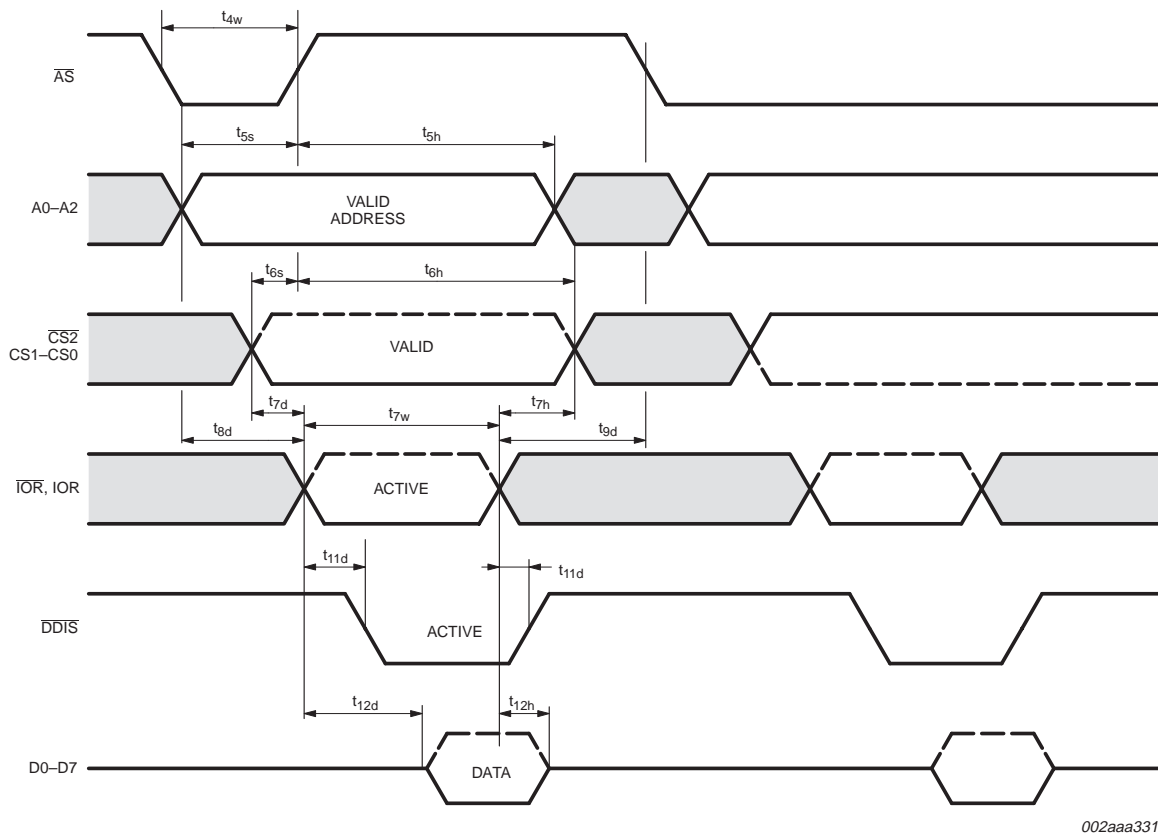 t4w
AS
t5s
t5h
A0–A2
VALID
ADDRESS
t6s
t6h
CS2
CS1–CS0
VALID
t7d
t7w
t7h
t8d
t9d
IOR, IOR
ACTIVE
t11d
t11d
DDIS
ACTIVE
t12d
t12h
D0–D7
DATA
002aaa331